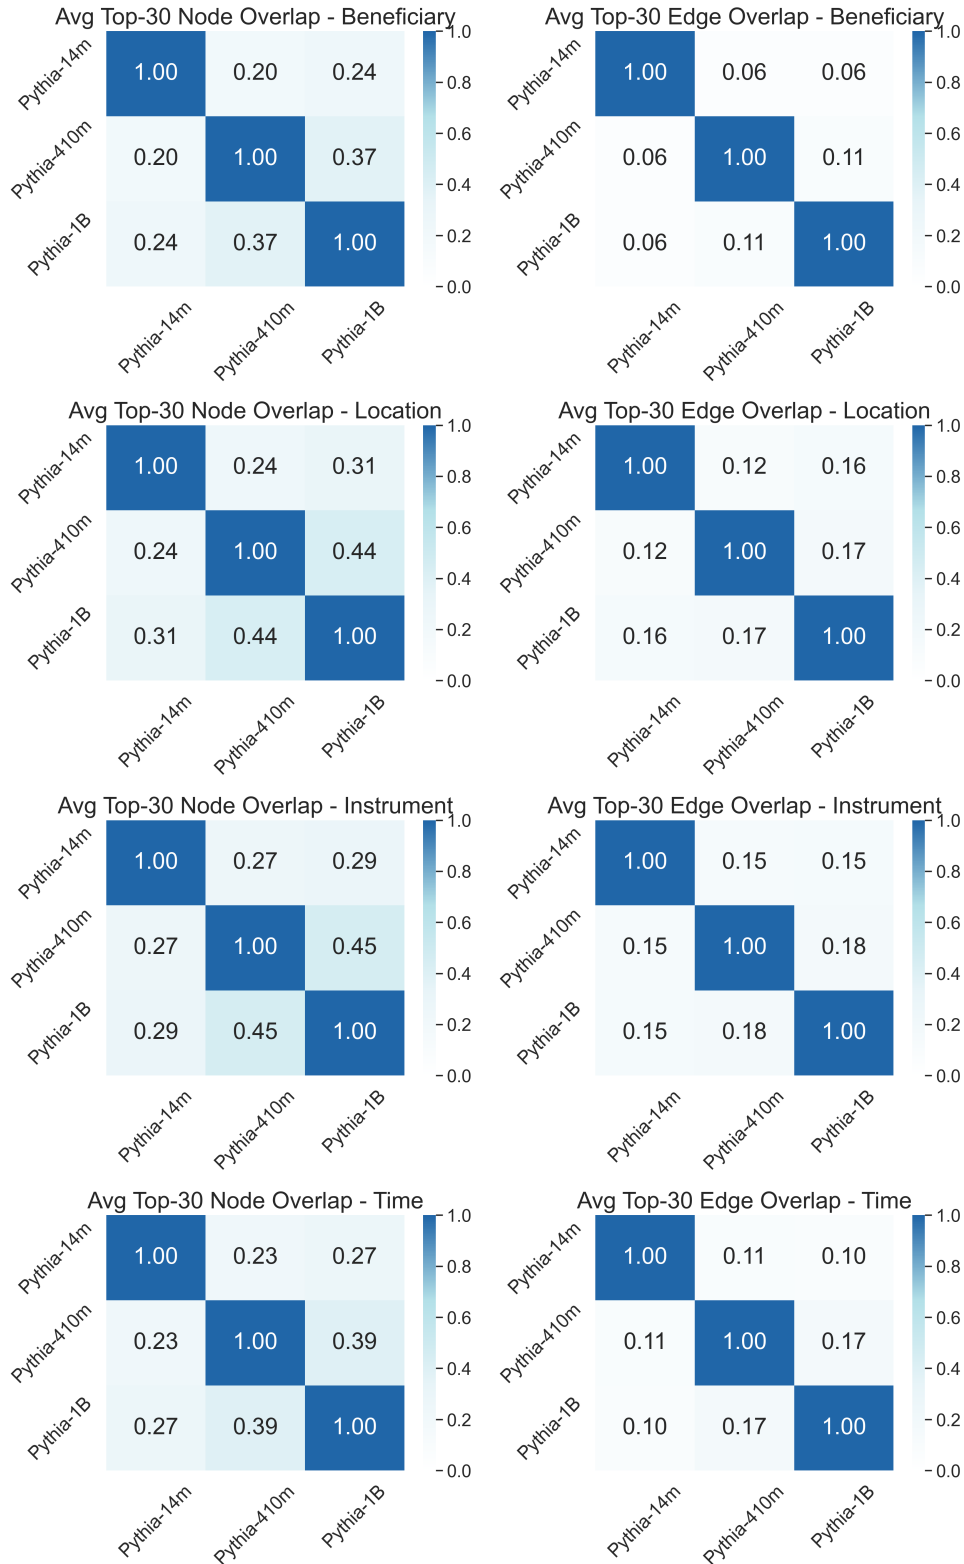 Avg Top-30 Node Overlap - Beneficiary
Pythia-14m 1.00 0.20 0.24
Pythia-410m 0.20 1.00 0.37
Pythia-1B 0.24 0.37 1.00
Pythia-14m Pythia-410m Pythia-1B
1.0
0.8
0.6
0.4
0.2
0.0
Avg Top-30 Edge Overlap - Beneficiary
Pythia-14m 1.00 0.06 0.06
Pythia-410m 0.06 1.00 0.11
Pythia-1B 0.06 0.11 1.00
Pythia-14m Pythia-410m Pythia-1B
1.0
0.8
0.6
0.4
0.2
0.0
Avg Top-30 Node Overlap - Location
Pythia-14m 1.00 0.24 0.31
Pythia-410m 0.24 1.00 0.44
Pythia-1B 0.31 0.44 1.00
Pythia-14m Pythia-410m Pythia-1B
1.0
0.8
0.6
0.4
0.2
0.0
Avg Top-30 Edge Overlap - Location
Pythia-14m 1.00 0.12 0.16
Pythia-410m 0.12 1.00 0.17
Pythia-1B 0.16 0.17 1.00
Pythia-14m Pythia-410m Pythia-1B
1.0
0.8
0.6
0.4
0.2
0.0
Avg Top-30 Node Overlap - Instrument
Pythia-14m 1.00 0.27 0.29
Pythia-410m 0.27 1.00 0.45
Pythia-1B 0.29 0.45 1.00
Pythia-14m Pythia-410m Pythia-1B
1.0
0.8
0.6
0.4
0.2
0.0
Avg Top-30 Edge Overlap - Instrument
Pythia-14m 1.00 0.15 0.15
Pythia-410m 0.15 1.00 0.18
Pythia-1B 0.15 0.18 1.00
Pythia-14m Pythia-410m Pythia-1B
1.0
0.8
0.6
0.4
0.2
0.0
Avg Top-30 Node Overlap - Time
Pythia-14m 1.00 0.23 0.27
Pythia-410m 0.23 1.00 0.39
Pythia-1B 0.27 0.39 1.00
Pythia-14m Pythia-410m Pythia-1B
1.0
0.8
0.6
0.4
0.2
0.0
Avg Top-30 Edge Overlap - Time
Pythia-14m 1.00 0.11 0.10
Pythia-410m 0.11 1.00 0.17
Pythia-1B 0.10 0.17 1.00
Pythia-14m Pythia-410m Pythia-1B
1.0
0.8
0.6
0.4
0.2
0.0